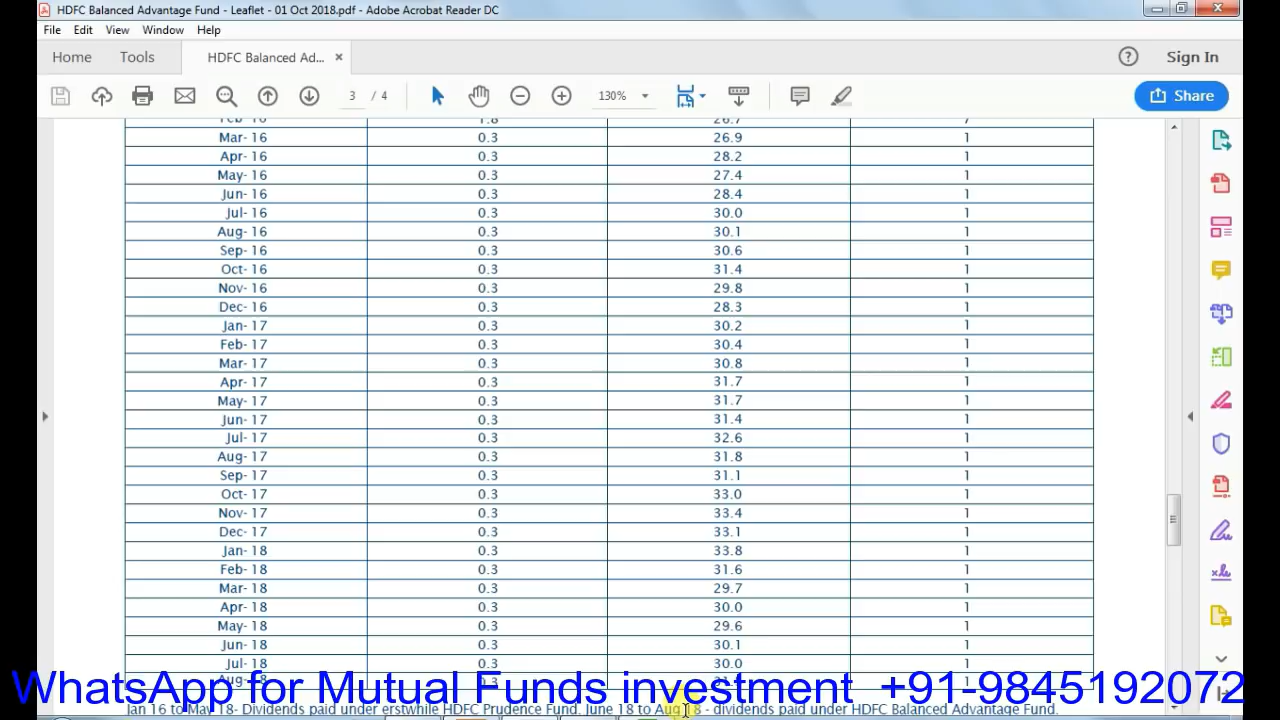 HDFC Balanced Advantage Fund - Leaflet - 01 Oct 2018.pdf - Adobe Acrobat Reader DC
File Edit View Window Help
Home Tools HDFC Balanced Ad... × Sign In
3 / 4 130% Share
1.8 26.7
Mar- 16 0.3 26.9 1
Apr- 16 0.3 28.2 1
May- 16 0.3 27.4 1
Jun- 16 0.3 28.4 1
Jul- 16 0.3 30.0 1
Aug- 16 0.3 30.1 1
Sep- 16 0.3 30.6 1
Oct- 16 0.3 31.4 1
Nov- 16 0.3 29.8 1
Dec- 16 0.3 28.3 1
Jan- 17 0.3 30.2 1
Feb- 17 0.3 30.4 1
Mar- 17 0.3 30.8 1
Apr- 17 0.3 31.7 1
May- 17 0.3 31.7 1
Jun- 17 0.3 31.4 1
Jul- 17 0.3 32.6 1
Aug- 17 0.3 31.8 1
Sep- 17 0.3 31.1 1
Oct- 17 0.3 33.0 1
Nov- 17 0.3 33.4 1
Dec- 17 0.3 33.1 1
Jan- 18 0.3 33.8 1
Feb- 18 0.3 31.6 1
Mar- 18 0.3 29.7 1
Apr- 18 0.3 30.0 1
May- 18 0.3 29.6 1
Jun- 18 0.3 30.1 1
Jul- 18 0.3 30.0 1
WhatsApp for Mutual Funds investment +91-9845192072
Jan 16 to May 18- Dividends paid under erstwhile HDFC Prudence Fund. June 18 to Aug 18 - dividends paid under HDFC Balanced Advantage Fund.